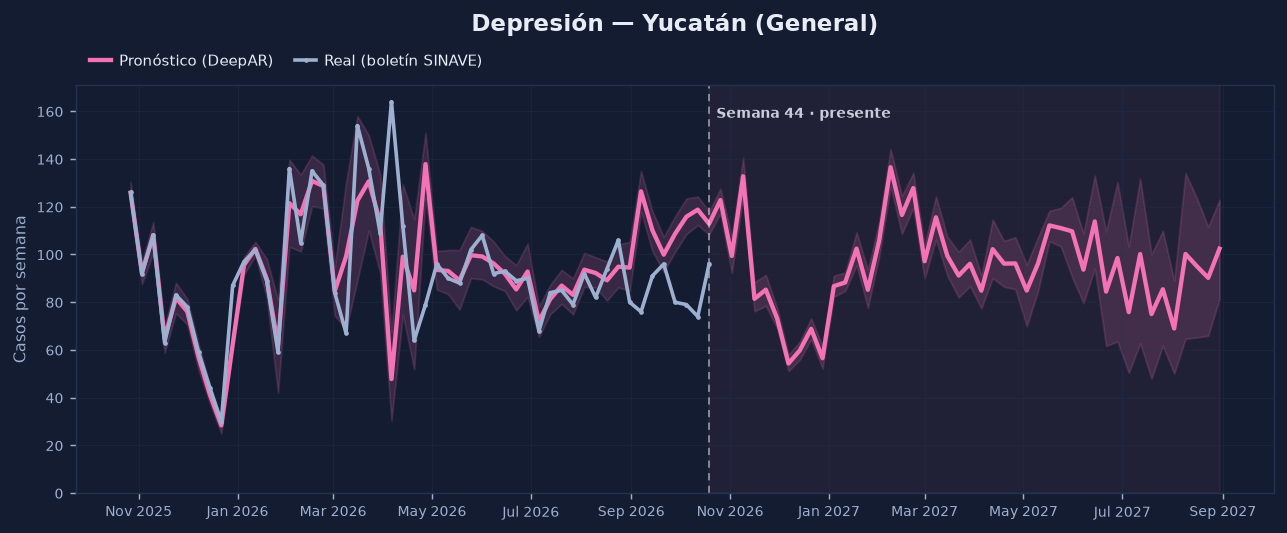 Depresión — Yucatán (General)
Pronóstico (DeepAR)
Real (boletín SINAVE)
Semana 44 · presente
Casos por semana
160
140
120
100
80
60
40
20
0
Nov 2025
Jan 2026
Mar 2026
May 2026
Jul 2026
Sep 2026
Nov 2026
Jan 2027
Mar 2027
May 2027
Jul 2027
Sep 2027